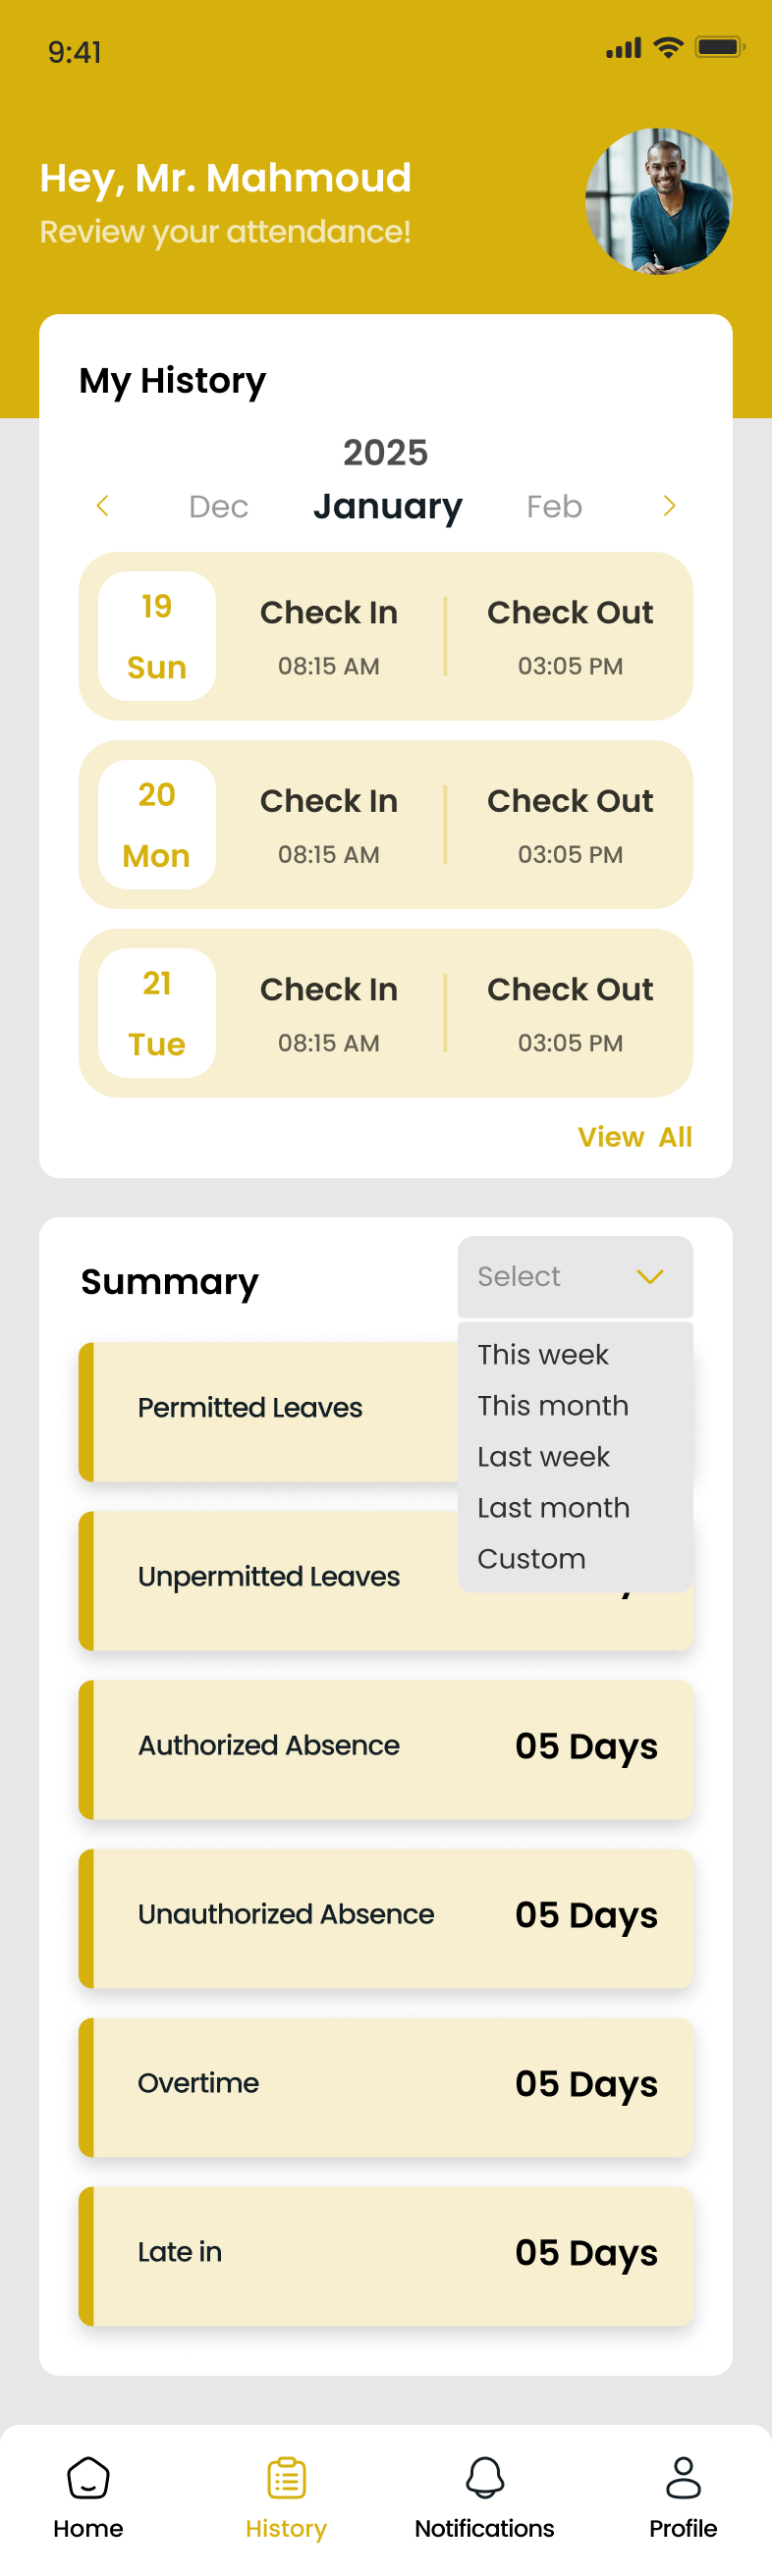 9:41
Hey, Mr. Mahmoud
Review your attendance!
My History
2025
Dec January Feb
19 Check In Check Out
Sun 08:15 AM 03:05 PM
20 Check In Check Out
Mon 08:15 AM 03:05 PM
21 Check In Check Out
Tue 08:15 AM 03:05 PM
View All
Summary
Select
This week
This month
Last week
Last month
Custom
Permitted Leaves
Unpermitted Leaves
Authorized Absence 05 Days
Unauthorized Absence 05 Days
Overtime 05 Days
Late in 05 Days
Home History Notifications Profile